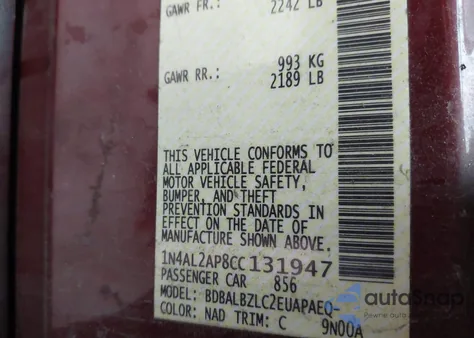 GAWR FR.: 2242 LB
993 KG
GAWR RR.: 2189 LB
THIS VEHICLE CONFORMS TO
ALL APPLICABLE FEDERAL
MOTOR VEHICLE SAFETY,
BUMPER, AND THEFT
PREVENTION STANDARDS IN
EFFECT ON THE DATE OF
MANUFACTURE SHOWN ABOVE.
1N4AL2AP8CC131947
PASSENGER CAR 856
MODEL: BDBALBZLC2EUAPAEQ-
COLOR: NAD TRIM: C 9N00A
autoSnap
Pewne auto